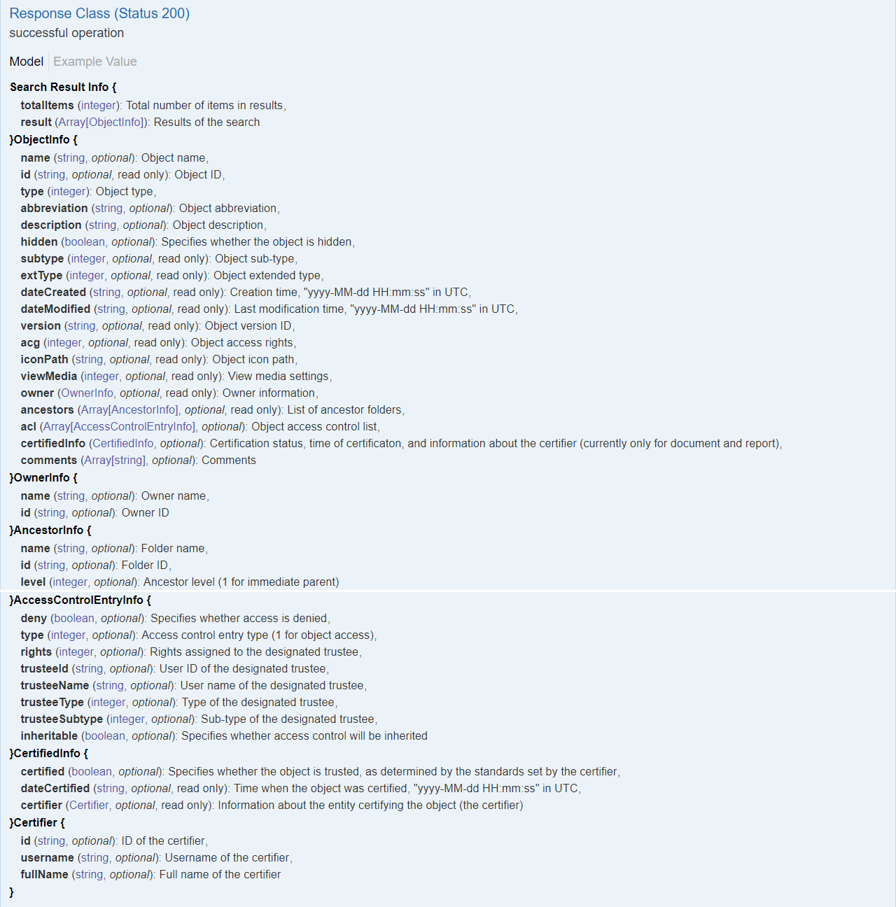 Response Class (Status 200)
successful operation
Model Example Value
Search Result Info {
totalItems (integer): Total number of items in results,
result (Array[ObjectInfo]): Results of the search
}ObjectInfo {
name (string, optional): Object name,
id (string, optional, read only): Object ID,
type (integer): Object type,
abbreviation (string, optional): Object abbreviation,
description (string, optional): Object description,
hidden (boolean, optional): Specifies whether the object is hidden,
subtype (integer, optional, read only): Object sub-type,
extType (integer, optional, read only): Object extended type,
dateCreated (string, optional, read only): Creation time, "yyyy-MM-dd HH:mm:ss" in UTC,
dateModified (string, optional, read only): Last modification time, "yyyy-MM-dd HH:mm:ss" in UTC,
version (string, optional, read only): Object version ID,
acg (integer, optional, read only): Object access rights,
iconPath (string, optional, read only): Object icon path,
viewMedia (integer, optional, read only): View media settings,
owner (OwnerInfo, optional, read only): Owner information,
ancestors (Array[AncestorInfo], optional, read only): List of ancestor folders,
acl (Array[AccessControlEntryInfo], optional): Object access control list,
certifiedInfo (CertifiedInfo, optional): Certification status, time of certificaton, and information about the certifier (currently only for document and report),
comments (Array[string], optional): Comments
}OwnerInfo {
name (string, optional): Owner name,
id (string, optional): Owner ID
}AncestorInfo {
name (string, optional): Folder name,
id (string, optional): Folder ID,
level (integer, optional): Ancestor level (1 for immediate parent)
}AccessControlEntryInfo {
deny (boolean, optional): Specifies whether access is denied,
type (integer, optional): Access control entry type (1 for object access),
rights (integer, optional): Rights assigned to the designated trustee,
trusteeId (string, optional): User ID of the designated trustee,
trusteeName (string, optional): User name of the designated trustee,
trusteeType (integer, optional): Type of the designated trustee,
trusteeSubtype (integer, optional): Sub-type of the designated trustee,
inheritable (boolean, optional): Specifies whether access control will be inherited
}CertifiedInfo {
certified (boolean, optional): Specifies whether the object is trusted, as determined by the standards set by the certifier,
dateCertified (string, optional, read only): Time when the object was certified, "yyyy-MM-dd HH:mm:ss" in UTC,
certifier (Certifier, optional, read only): Information about the entity certifying the object (the certifier)
}Certifier {
id (string, optional): ID of the certifier,
username (string, optional): Username of the certifier,
fullName (string, optional): Full name of the certifier
}